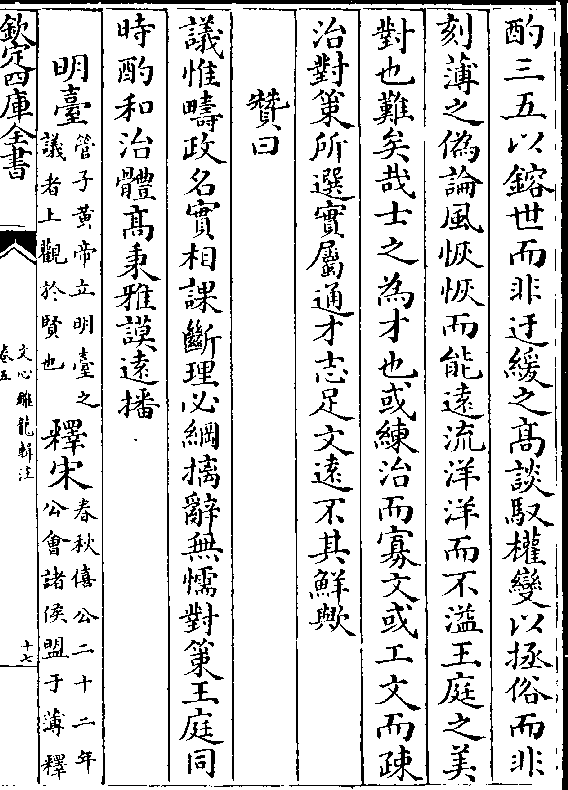 酌三五以鎔世而非迂緩之髙談馭權變以拯俗而非
刻薄之偽論風恢恢而能遠流洋洋而不溢王庭之美
對也難矣哉士之為才也或練治而寡文或工文而疎
治對策所選實屬通才志足文遠不其鮮歟
贊曰
議惟疇政名實相課斷理必綱摛辭無懦對策王庭同
時酌和治體髙秉雅謨逺播
明臺管子黃帝立明臺之議者上觀於賢也釋宋春秋僖公二十二年公會諸侯盟于薄釋
欽定四庫全書
文心雕龍輯注
卷五
十七